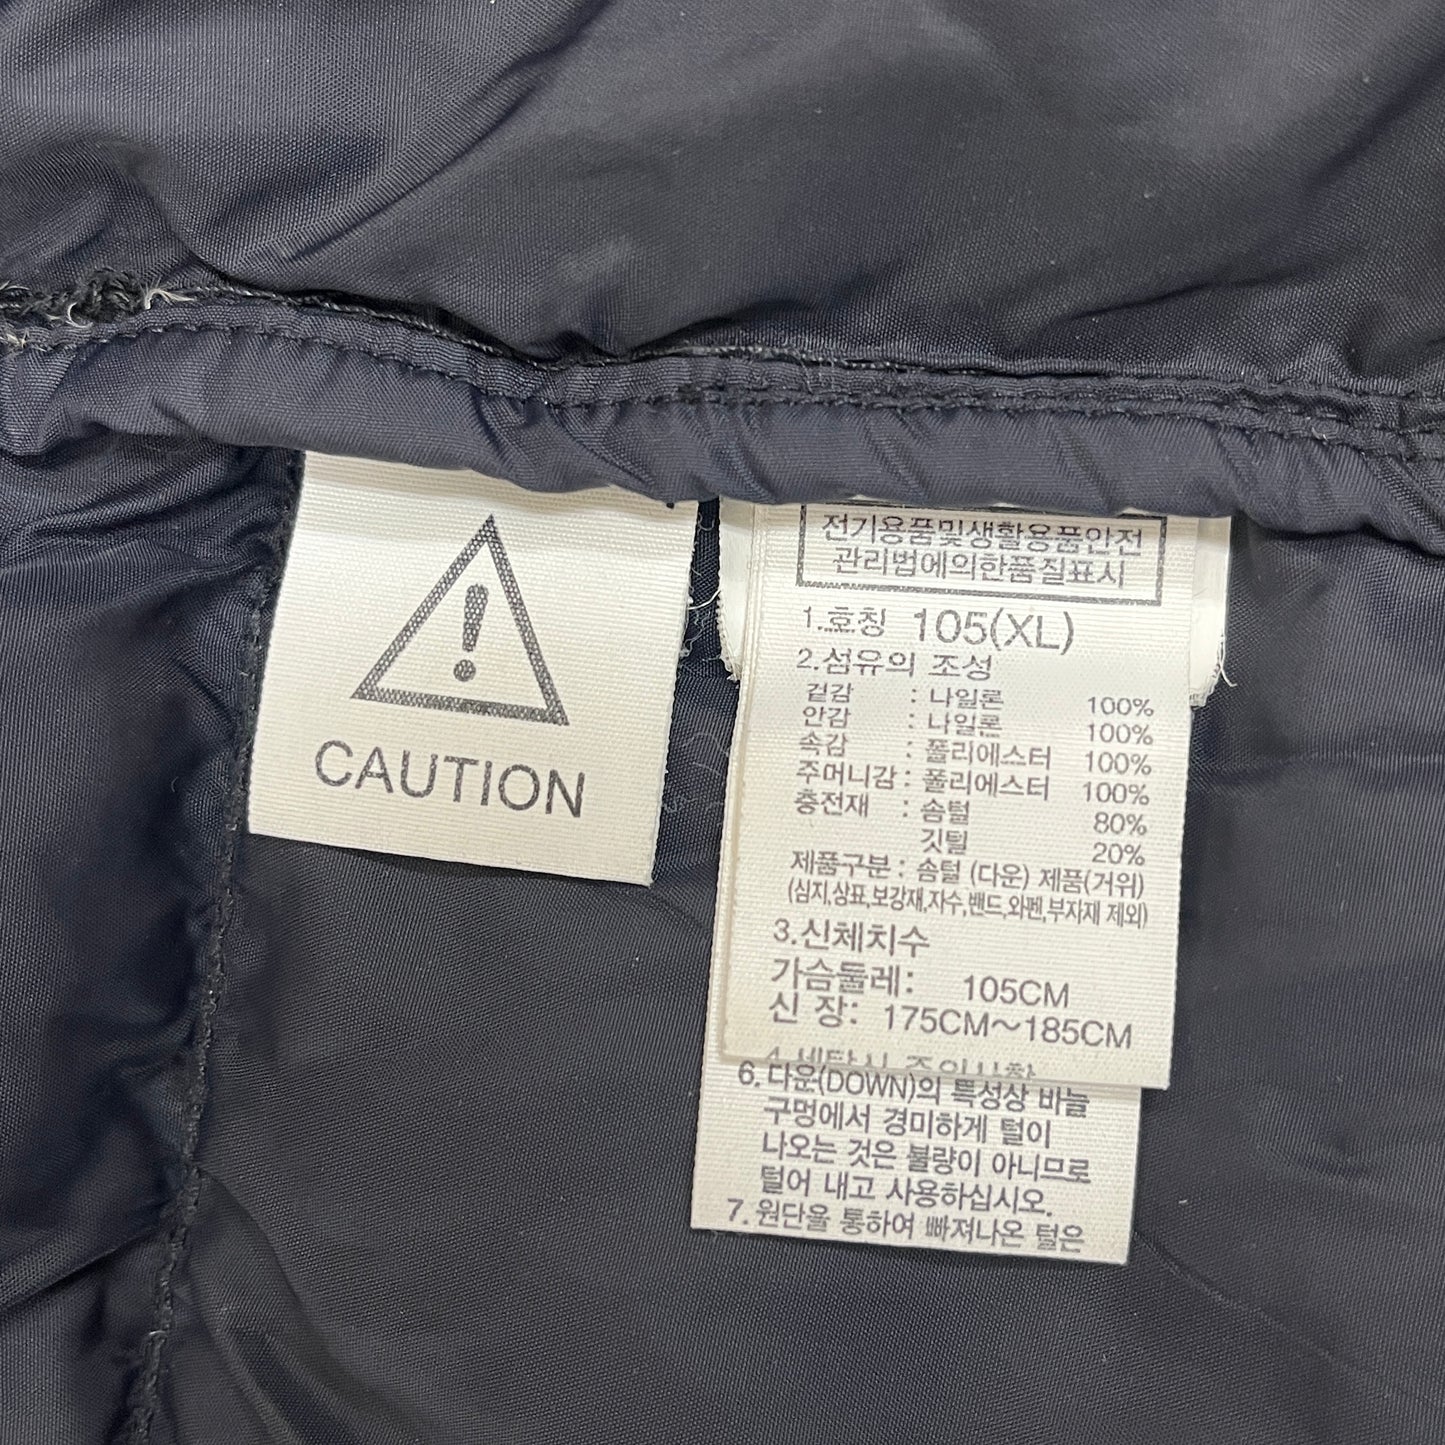 CAUTION
전기용품및생활용품안전
관리법에의한품질표시
1.호칭 105(XL)
2.섬유의 조성
겉감 : 나일론 100%
안감 : 나일론 100%
속감 : 폴리에스터 100%
주머니감 : 폴리에스터 100%
충전재 : 솜털 80%
깃털 20%
제품구분 : 솜털 (다운) 제품(거위)
(심지,상표,보강재,자수,밴드,와펜,부자재 제외)
3.신체치수
가슴둘레: 105CM
신 장: 175CM~185CM
4.세탁시 주의사항
6.다운(DOWN)의 특성상 바늘
구멍에서 경미하게 털이
나오는 것은 불량이 아니므로
털어 내고 사용하십시오.
7.원단을 통하여 빠져나온 털은